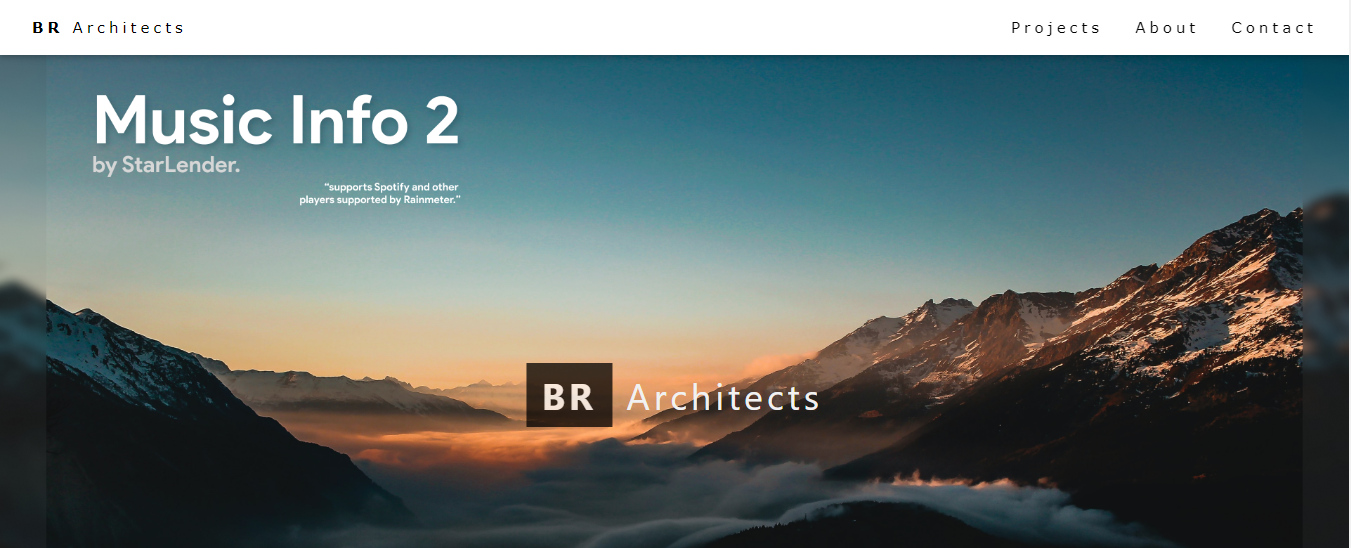 BR Architects
Projects About Contact
Music Info 2
by StarLender.
"supports Spotify and other
players supported by Rainmeter."
BR Architects